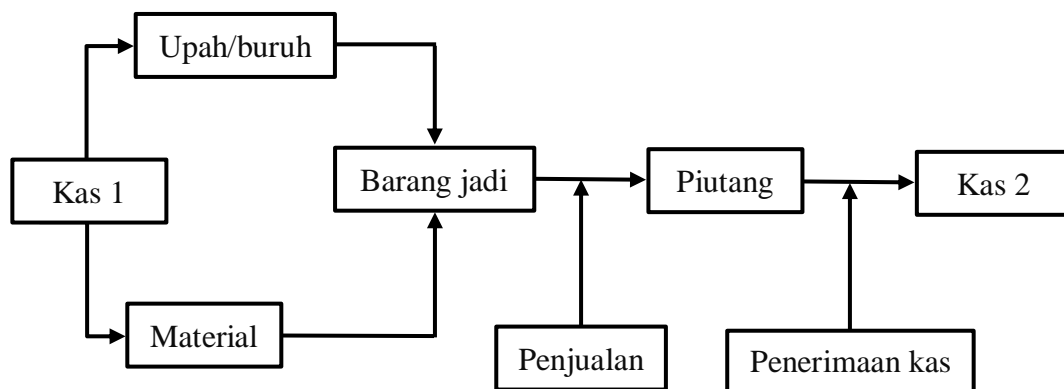 Upah/buruh
Kas 1
Barang jadi
Piutang
Kas 2
Material
Penjualan
Penerimaan kas